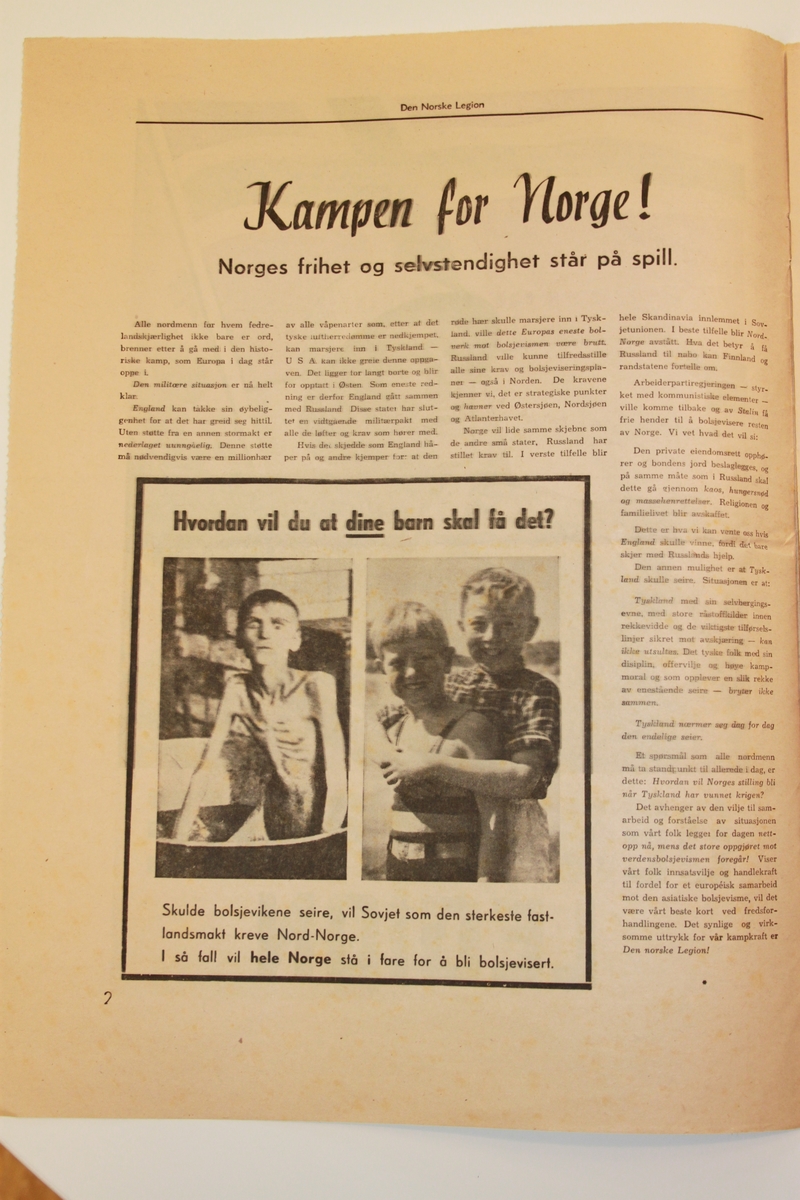 Den Norske Legion
Kampen for Norge!
Norges frihet og selvstendighet står på spill.
Alle nordmenn for hvem fedre-
landskjærlighet ikke bare er ord,
brenner etter å gå med i den histo-
riske kamp, som Europa i dag står
oppe i.
Den militære situasjon er nå helt
klar.
England kan takke sin øybelig-
genhet for at det har greid seg hittil.
Uten støtte fra en annen stormakt er
nederlaget uunngåelig. Denne støtte
må nødvendigvis være en millionhær
av alle våpenarter som, etter at det
tyske luftherredømme er nedkjempet,
kan marsjere inn i Tyskland —
U S A kan ikke greie denne oppga-
ven. Det ligger for langt borte og blir
for opptatt i Østen. Som eneste red-
ning er derfor England gått sammen
med Russland. Disse stater har slut-
tet en vidtgående militærpakt med
alle de løfter og krav som hører med.
Hvis det skjedde som England hå-
per på og andre kjemper for: at den
røde hær skulle marsjere inn i Tysk-
land, ville dette Europas eneste bol-
verk mot bolsjevismen være brutt.
Russland ville kunne tilfredsstille
alle sine krav og bolsjeviseringspla-
ner — også i Norden. De kravene
kjenner vi, det er strategiske punkter
og havner ved Østersjøen, Nordsjøen
og Atlanterhavet.
Norge vil lide samme skjebne som
de andre små stater. Russland har
stillet krav til. I verste tilfelle blir
hele Skandinavia innlemmet i Sov-
jetunionen. I beste tilfelle blir Nord-
Norge avstått. Hva det betyr å få
Russland til nabo kan Finnland og
randstatene fortelle om.
Arbeiderpartiregjeringen — styr-
ket med kommunistiske elementer —
ville komme tilbake og av Stalin få
frie hender til å bolsjevisere resten
av Norge. Vi vet hvad det vil si:
Den private eiendomsrett opphø-
rer og bondens jord beslaglegges, og
på samme måte som i Russland skal
dette gå gjennom kaos, hungersnød
og massehenrettelser. Religionen og
familielivet blir avskaffet.
Dette er hva vi kan vente oss hvis
England skulle vinne, fordi det bare
skjer med Russlands hjelp.
Den annen mulighet er at Tysk-
land skulle seire. Situasjonen er at:
Tyskland med sin selvbergings-
evne, med store råstoffkilder innen
rekkevidde og de viktigste tilførsels-
linjer sikret mot avskjæring — kan
ikke utsultes. Det tyske folk med sin
disiplin, offervilje og høye kamp-
moral og som opplever en slik rekke
av enestående seire — bryter ikke
sammen.
Tyskland nærmer seg dag for dag
den endelige seier.
Et spørsmål som alle nordmenn
må ta standpunkt til allerede i dag, er
dette: Hvordan vil Norges stilling bli
når Tyskland har vunnet krigen?
Det avhenger av den vilje til sam-
arbeid og forståelse av situasjonen
som vårt folk legger for dagen nett-
opp nå, mens det store oppgjøret mot
verdensbolsjevismen foregår! Viser
vårt folk innsatsvilje og handlekraft
til fordel for et européisk samarbeid
mot den asiatiske bolsjevisme, vil det
være vårt beste kort ved fredsfor-
handlingene. Det synlige og virk-
somme uttrykk for vår kampkraft er
Den norske Legion!
Hvordan vil du at dine barn skal få det?
Skulde bolsjevikene seire, vil Sovjet som den sterkeste fast-
landsmakt kreve Nord-Norge.
I så fall vil hele Norge stå i fare for å bli bolsjevisert.
2